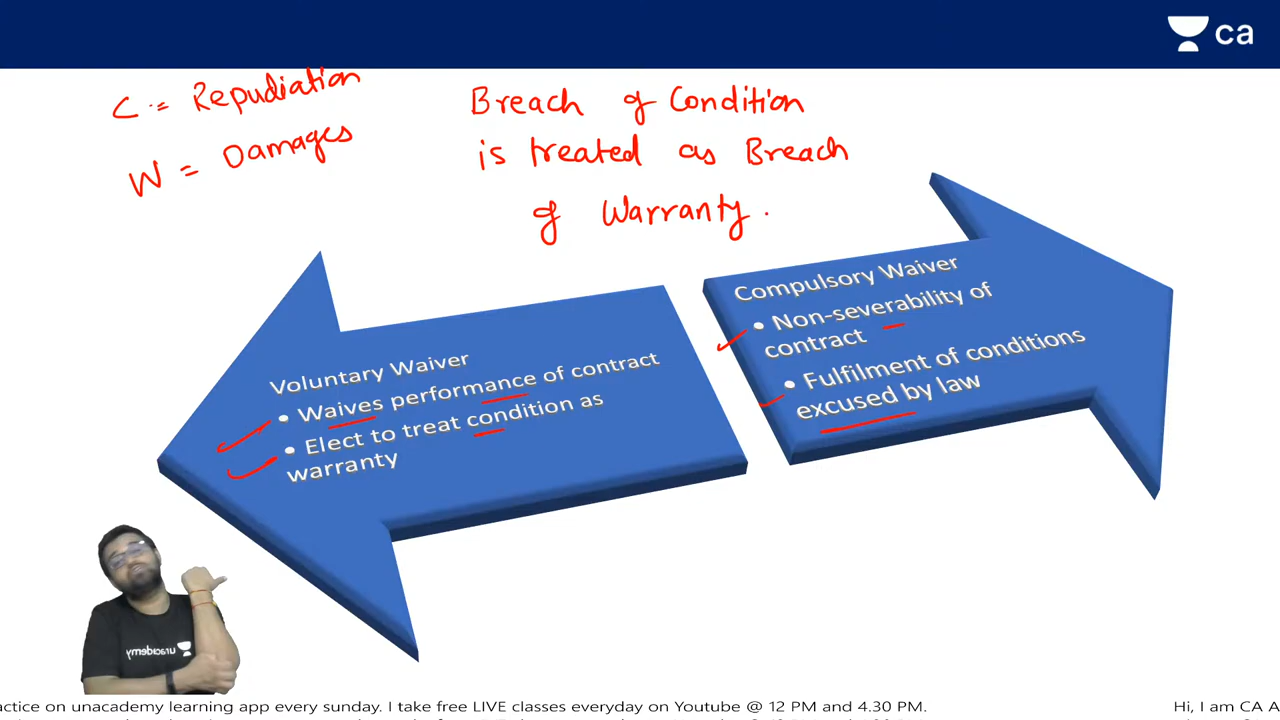 ca
C := Repudiation
W = Damages
Breach of Condition
is treated as Breach
of Warranty.
Voluntary Waiver
• Waives performance of contract
• Elect to treat condition as
warranty
Compulsory Waiver
• Non-severability of
contract
• Fulfilment of conditions
excused by law
unacademy
actice on unacademy learning app every sunday. I take free LIVE classes everyday on Youtube @ 12 PM and 4.30 PM.
Hi, I am CA A